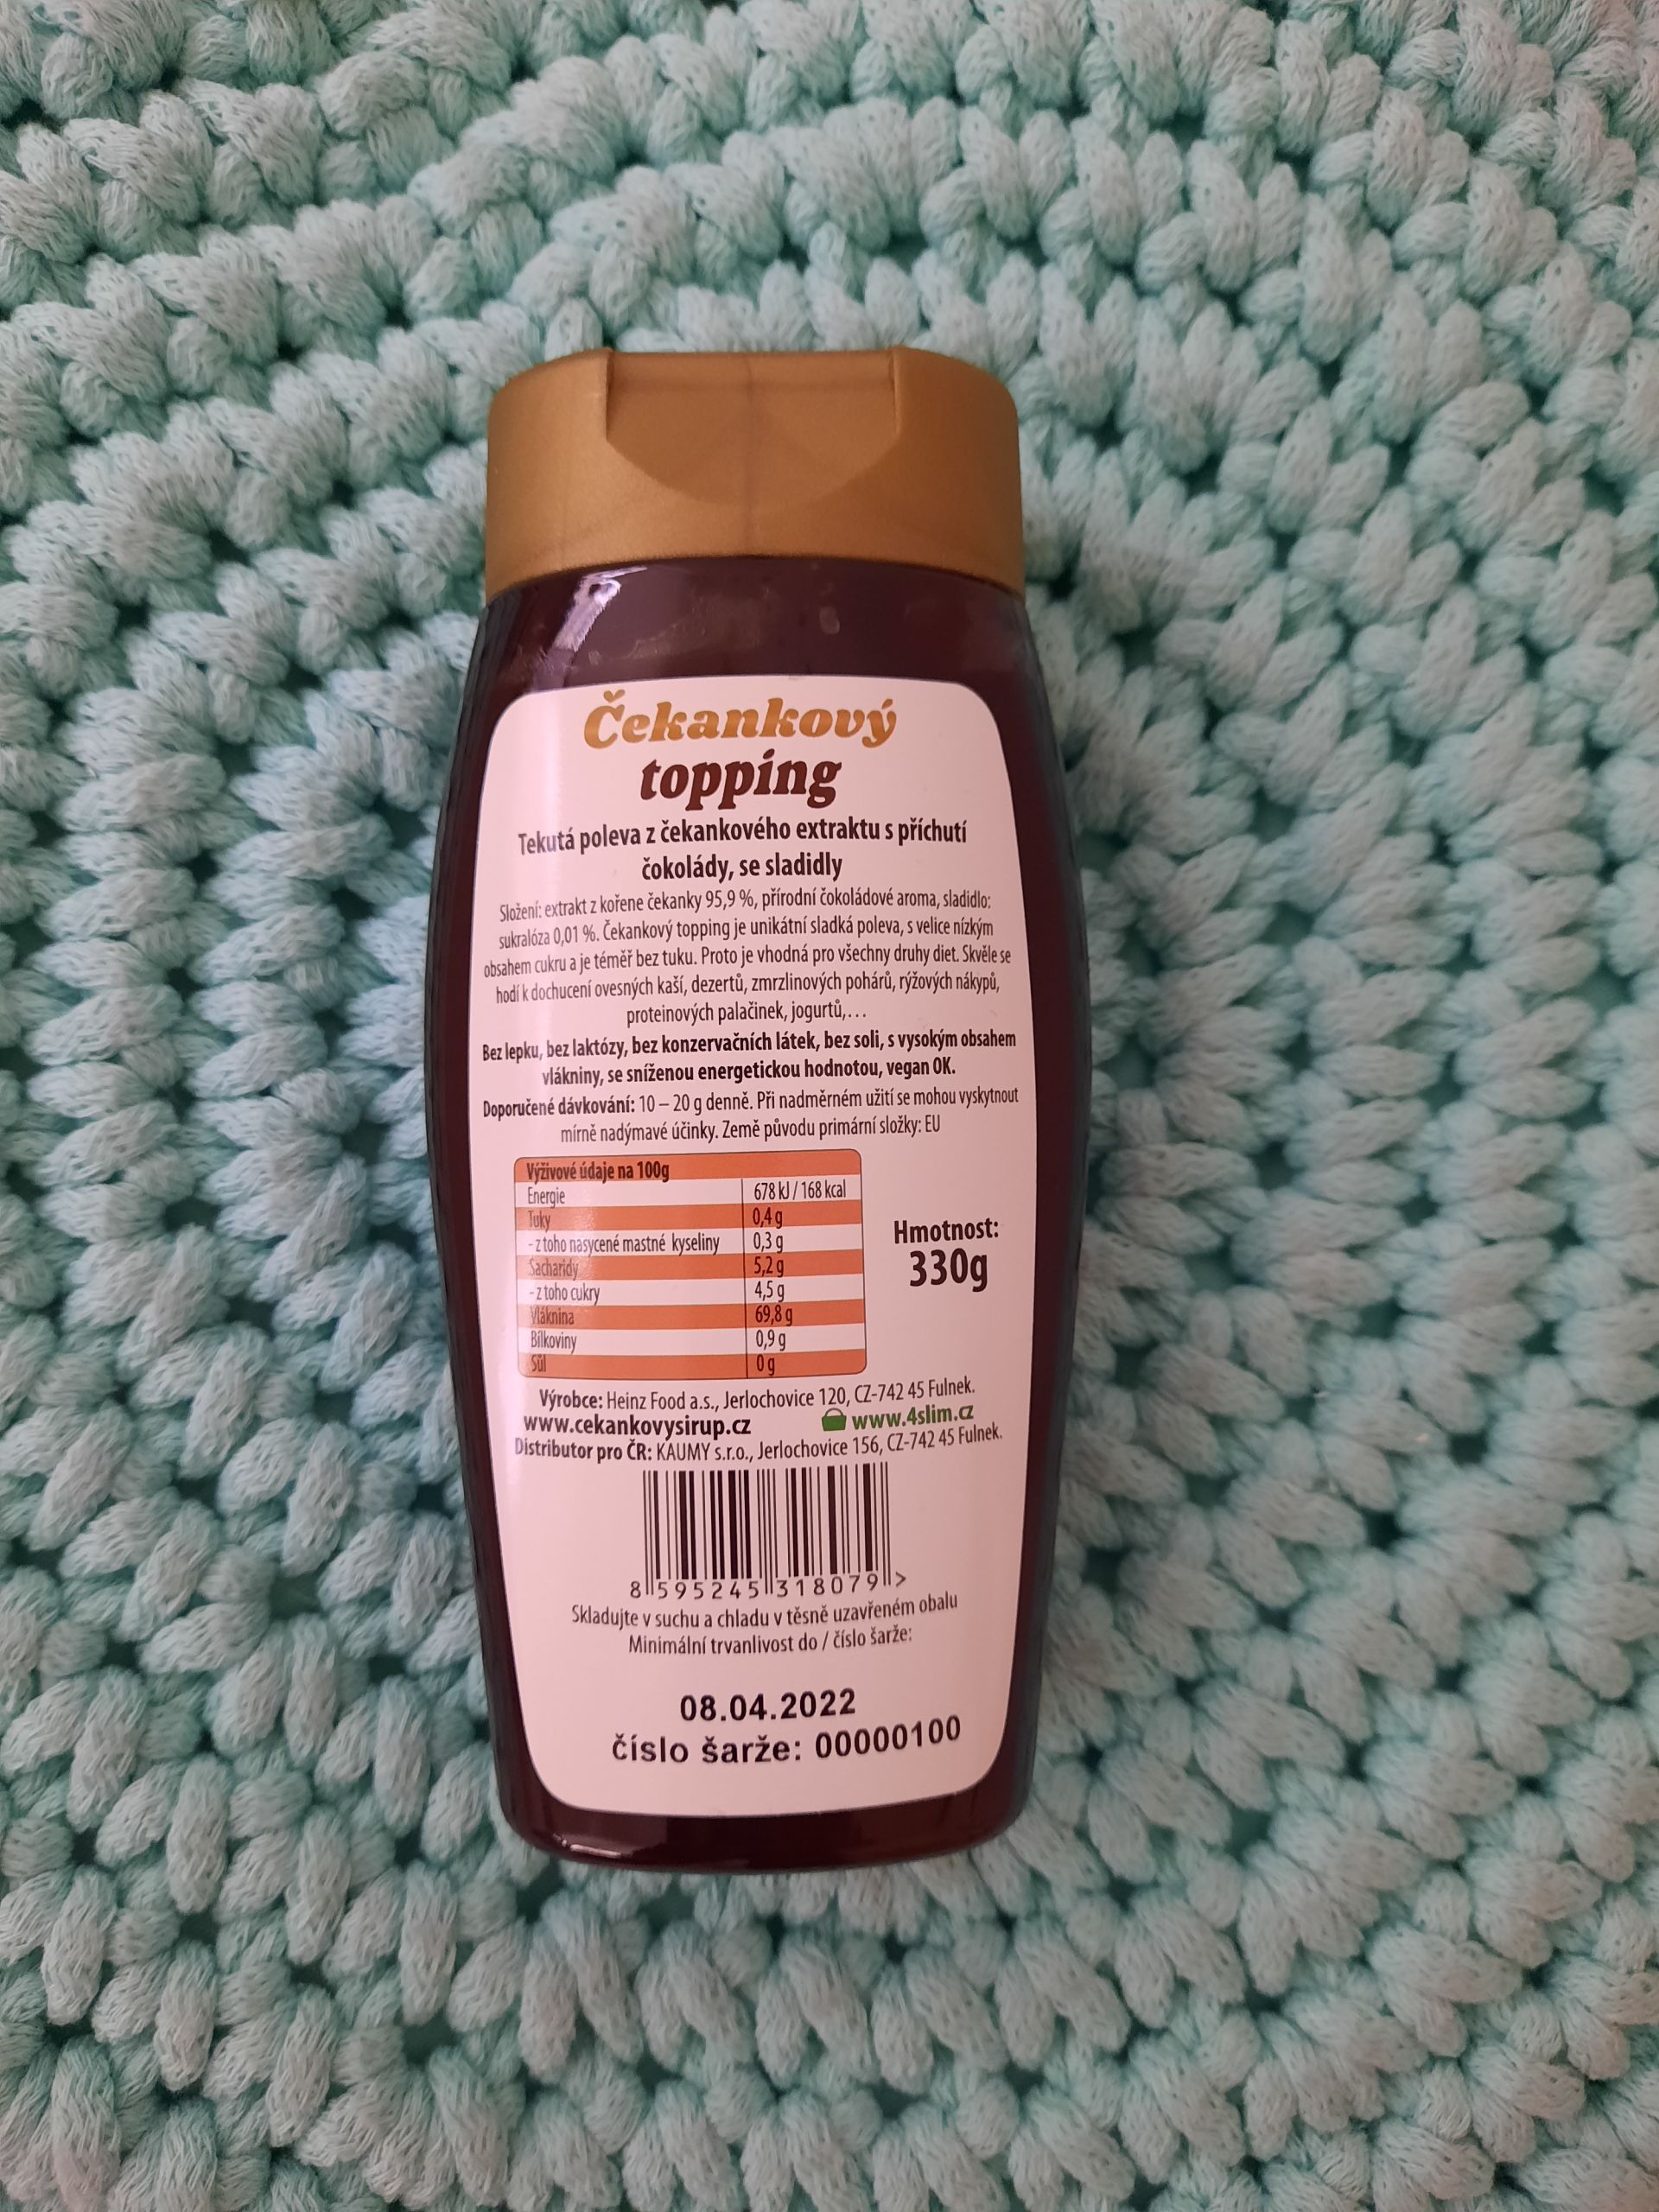 Čekankový
topping
Tekutá poleva z čekankového extraktu s příchutí
čokolády, se sladidly
Složení: extrakt z kořene čekanky 95,9 %, přírodní čokoládové aroma, sladidlo:
sukralóza 0,01 %. Čekankový topping je unikátní sladká poleva, s velice nízkým
obsahem cukru a je téměř bez tuku. Proto je vhodná pro všechny druhy diet. Skvěle se
hodí k dochucení ovesných kaší, dezertů, zmrzlinových pohárů, rýžových nákypů,
proteinových palačinek, jogurtů,...
Bez lepku, bez laktózy, bez konzervačních látek, bez soli, s vysokým obsahem
vlákniny, se sníženou energetickou hodnotou, vegan OK.
Doporučené dávkování: 10 – 20 g denně. Při nadměrném užití se mohou vyskytnout
mírně nadýmavé účinky. Země původu primární složky: EU
Výživové údaje na 100g
Energie 678 kJ / 168 kcal
Tuky 0,4 g
- z toho nasycené mastné kyseliny 0,3 g
Sacharidy 5,2 g
- z toho cukry 4,5 g
Vláknina 69,8 g
Bílkoviny 0,9 g
Sůl 0 g
Hmotnost:
330g
Výrobce: Heinz Food a.s., Jerlochovice 120, CZ-742 45 Fulnek.
www.cekankovysirup.cz www.4slim.cz
Distributor pro ČR: KAUMY s.r.o., Jerlochovice 156, CZ-742 45 Fulnek.
8 595245 318079 >
Skladujte v suchu a chladu v těsně uzavřeném obalu
Minimální trvanlivost do / číslo šarže:
08.04.2022
číslo šarže: 00000100